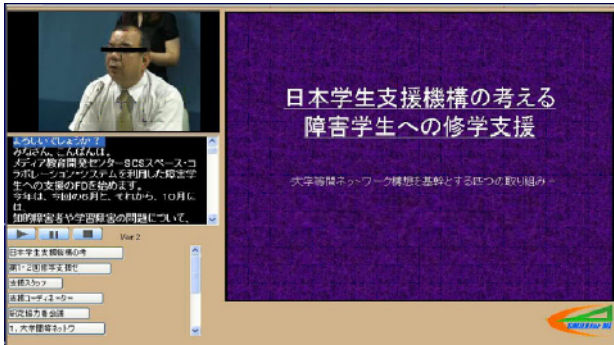 日本学生支援機構の考える
障害学生への修学支援
-大学等間ネットワーク構想を基幹とする四つの取り組み-
よろしいでしょうか？
みなさん、こんばんは。
メディア教育開発センターSCSスペース・コ
ラボレーション・システムを利用した障害学
生への支援のFDを始めます。
今年は、今回の6月と、それから、10月に
は、
知的障害者や学習障害の問題について、
Ver2
日本学生支援機構の考
第1・2回修学支援セ
支援スタッフ
支援コーディネーター
研究協力者会議
1. 大学間等ネットワ